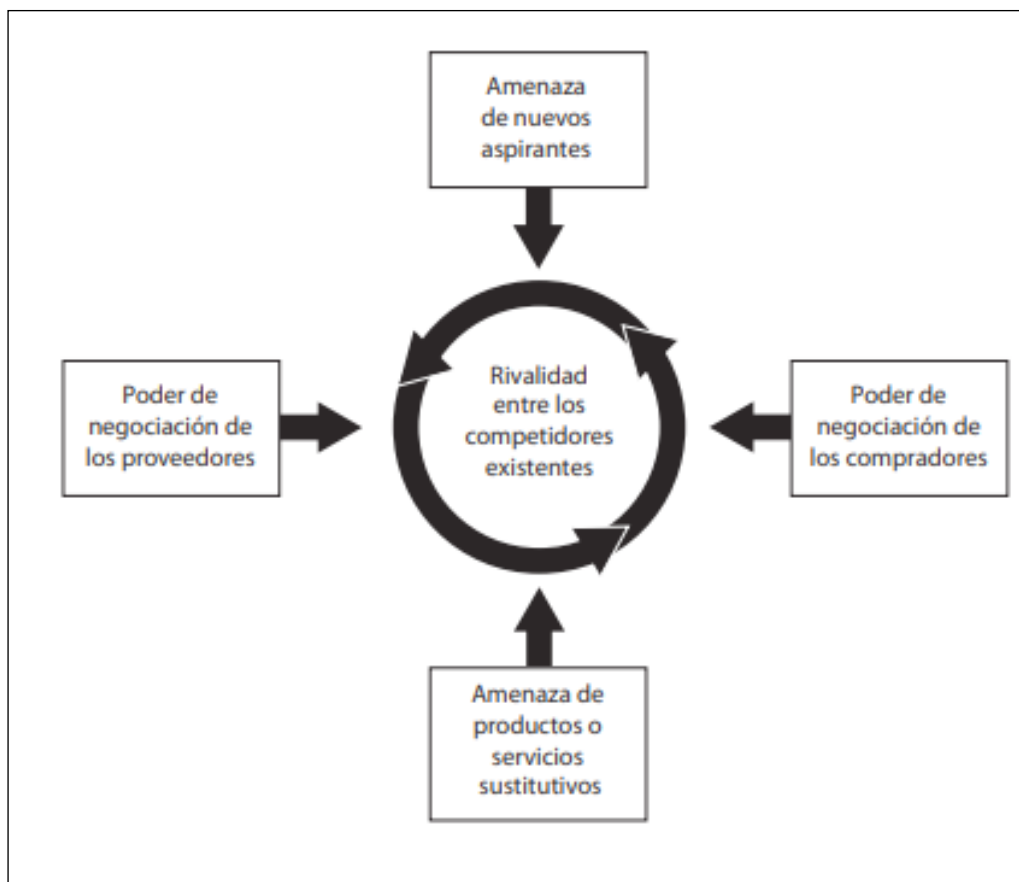 Amenaza
de nuevos
aspirantes
Poder de
negociación de
los proveedores
Rivalidad
entre los
competidores
existentes
Poder de
negociación de
los compradores
Amenaza de
productos o
servicios
sustitutivos